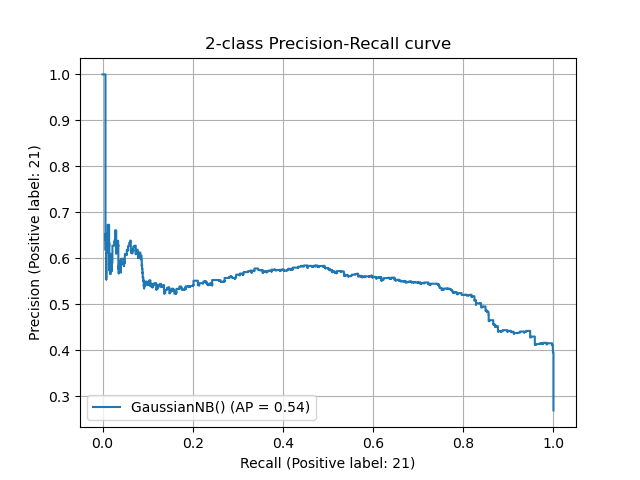 2-class Precision-Recall curve
Precision (Positive label: 21)
1.0
0.9
0.8
0.7
0.6
0.5
0.4
0.3
GaussianNB() (AP = 0.54)
0.0 0.2 0.4 0.6 0.8 1.0
Recall (Positive label: 21)